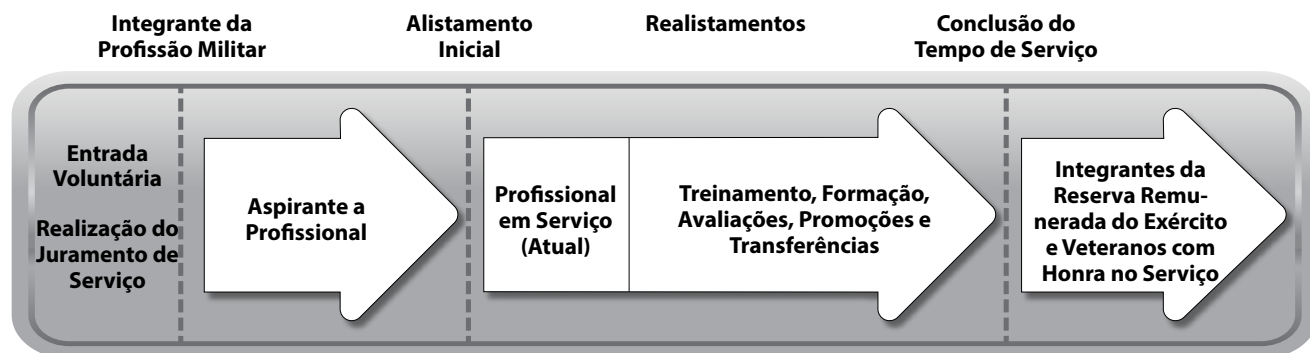 Integrante da
Profissão Militar
Alistamento
Inicial
Realistamentos
Conclusão do
Tempo de Serviço
Entrada
Voluntária
Realização do
Juramento de
Serviço
Aspirante a
Profissional
Profissional
em Serviço
(Atual)
Treinamento, Formação,
Avaliações, Promoções e
Transferências
Integrantes da
Reserva Remu-
nerada do Exército
e Veteranos com
Honra no Serviço